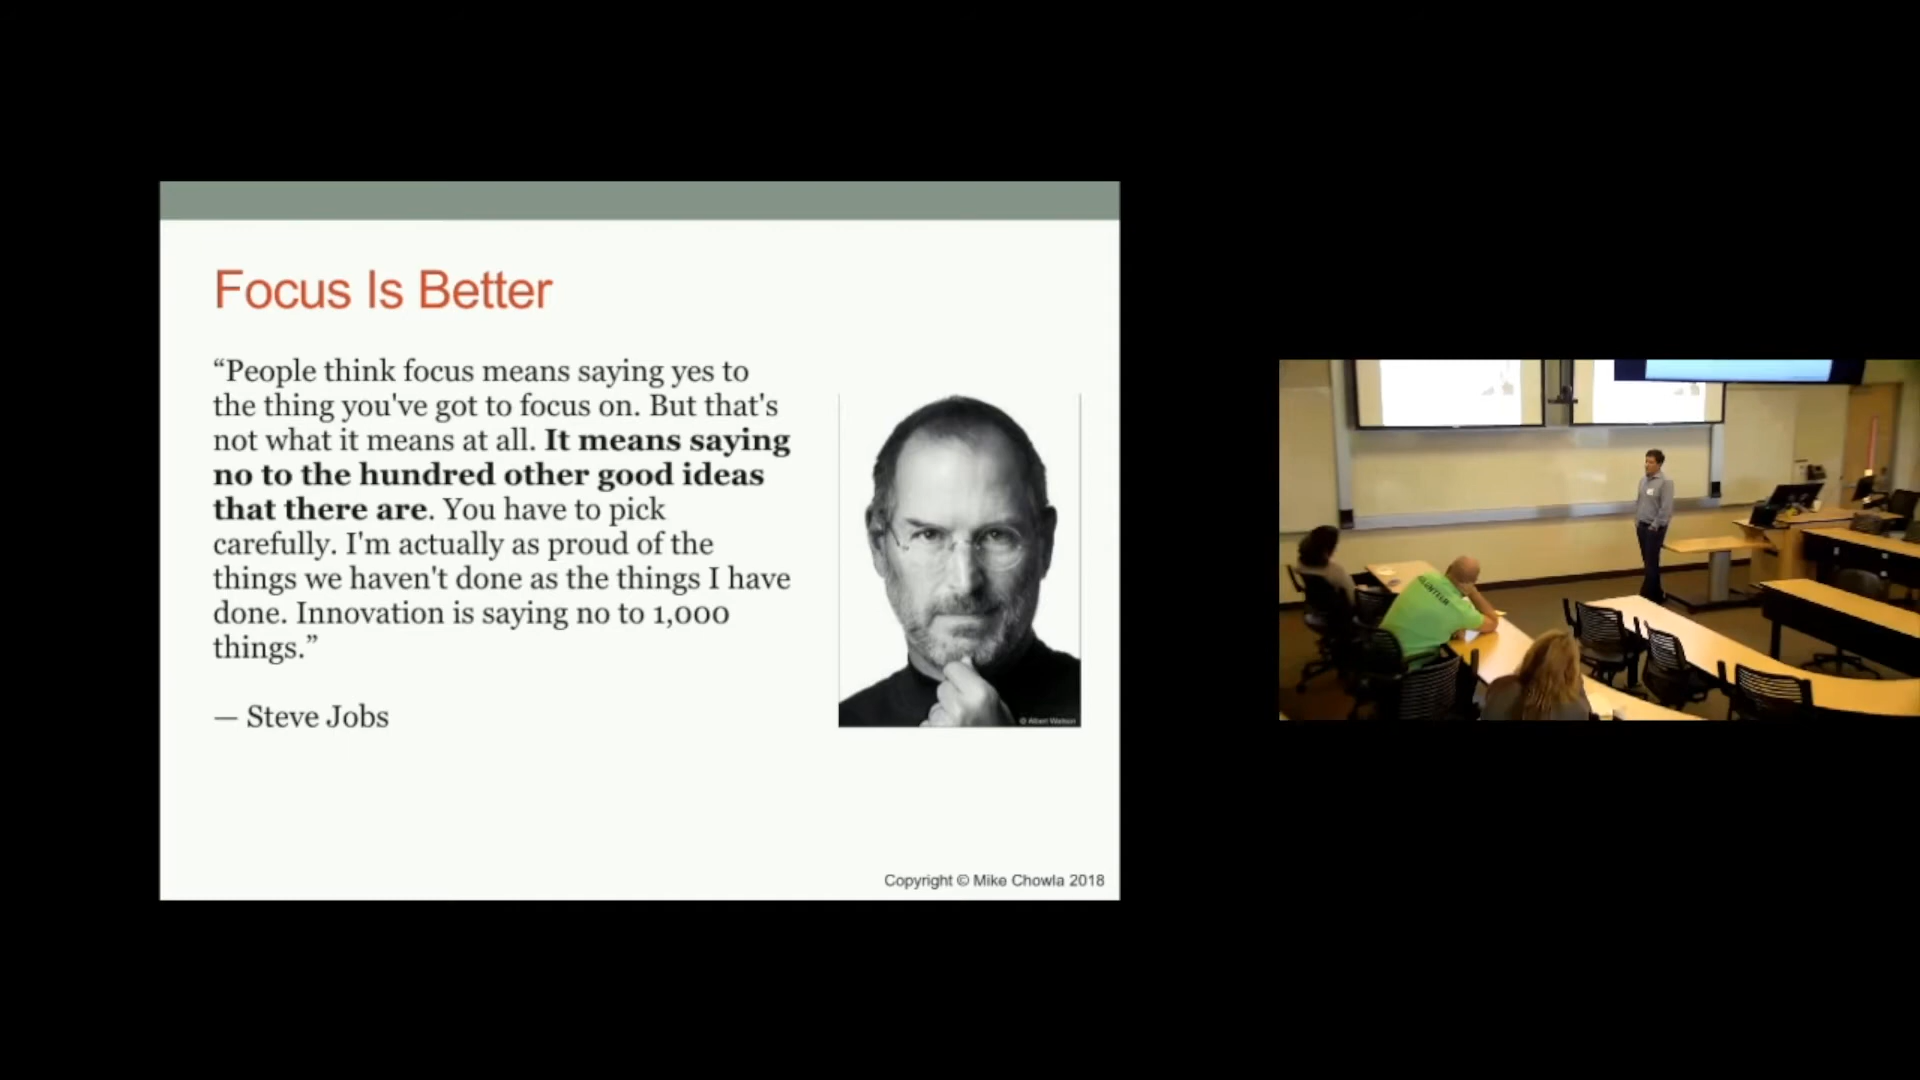 Focus Is Better
“People think focus means saying yes to
the thing you've got to focus on. But that's
not what it means at all. It means saying
no to the hundred other good ideas
that there are. You have to pick
carefully. I'm actually as proud of the
things we haven't done as the things I have
done. Innovation is saying no to 1,000
things.”
— Steve Jobs
© Albert Watson
Copyright © Mike Chowla 2018
VOLUNTEER